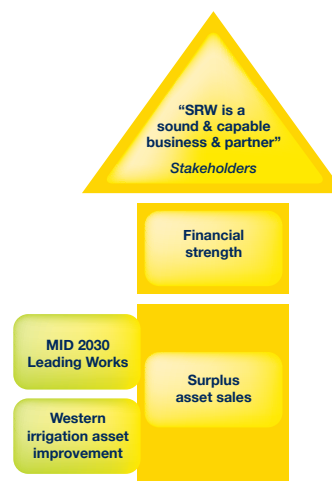 “SRW is a
sound & capable
business & partner”
Stakeholders
Financial
strength
MID 2030
Leading Works
Surplus
asset sales
Western
irrigation asset
improvement